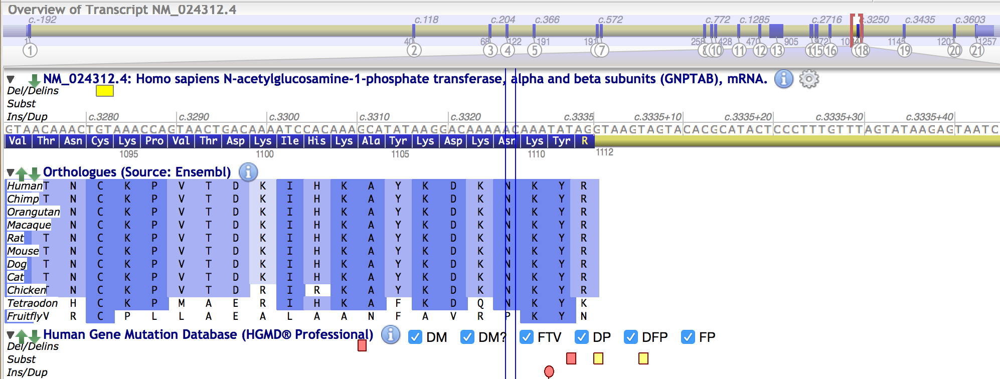 Overview of Transcript NM_024312.4
c.-192 c.118 c.204 c.366 c.572 c.772 c.1285 c.2716 c.3250 c.3435 c.3603
1 40 68 122 191 191 258 428 470 905 972 1145 1201 1257
1 2 3 4 5 7 8 10 11 12 13 15 16 18 19 20 21
NM_024312.4: Homo sapiens N-acetylglucosamine-1-phosphate transferase, alpha and beta subunits (GNPTAB), mRNA.
Del/Delins
Subst
Ins/Dup c.3280 c.3290 c.3300 c.3310 c.3320 c.3335 c.3335+10 c.3335+20 c.3335+30 c.3335+40
GTAACAAACTGTAAACCAGTAACTGACAAAATCCACAAAGCATATAAGGACAAAAACAAATATAGGTAAGTAGTACACGCATACTCCCTTTGTTTAGTATAAGAGTAATC
Val Thr Asn Cys Lys Pro Val Thr Asp Lys Ile His Lys Ala Tyr Lys Asp Lys Asn Lys Tyr R
1095 1100 1105 1110 1112
Orthologues (Source: Ensembl)
Human T N C K P V T D K I H K A Y K D K N K Y R
Chimp T N C K P V T D K I H K A Y K D K N K Y R
Orangutan N C K P V T D K I H K A Y K D K N K Y R
Macaque N C K P V T D K I H K A Y K D K N K Y R
Rat T N C K P V T D K I H K A Y K D K N K Y R
Mouse T N C K P V T D K I H K A Y K D K N K Y R
Dog T N C K P V T D K I H K A Y K D K N K Y R
Cat T N C K P V T D K I H K A Y K D K N K Y R
Chicken T N C K P V T D R I R K A Y K D K N K Y R
Tetraodon H C K P M A E R I H K A F K D Q N K Y K
Fruitfly V R C P L L A E A L A A N F A V R P K Y N
Human Gene Mutation Database (HGMD® Professional) DM DM? FTV DP DFP FP
Del/Delins
Subst
Ins/Dup